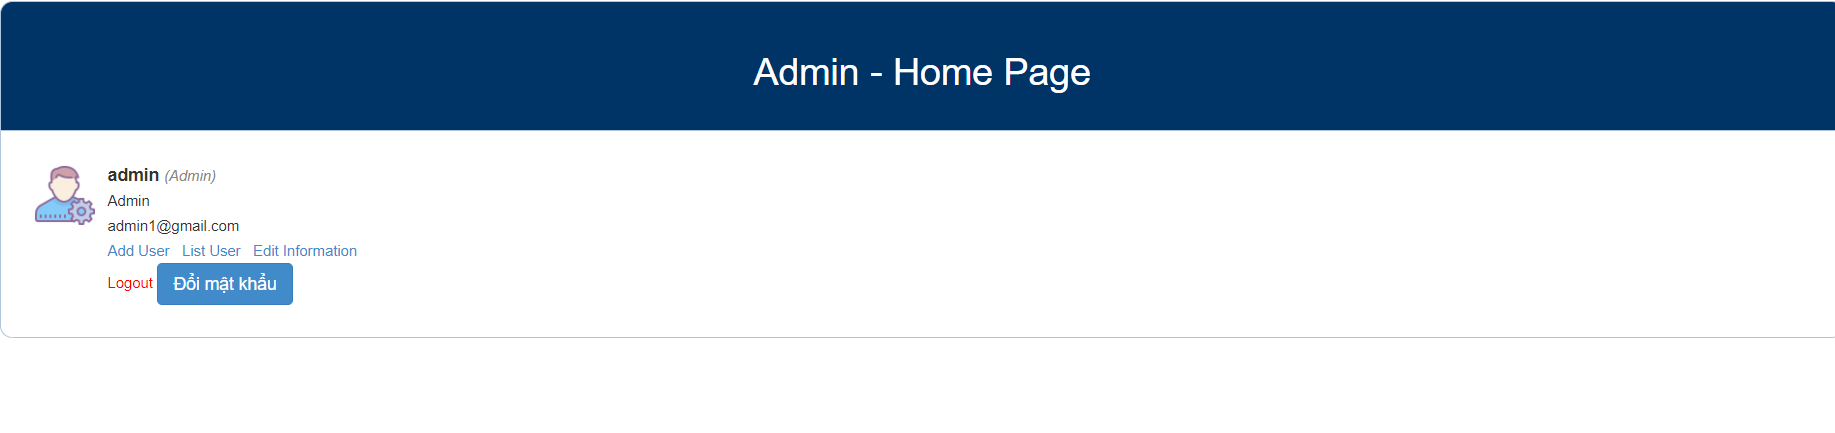 Admin - Home Page
admin (Admin)
Admin
admin1@gmail.com
Add User List User Edit Information
Logout Đổi mật khẩu